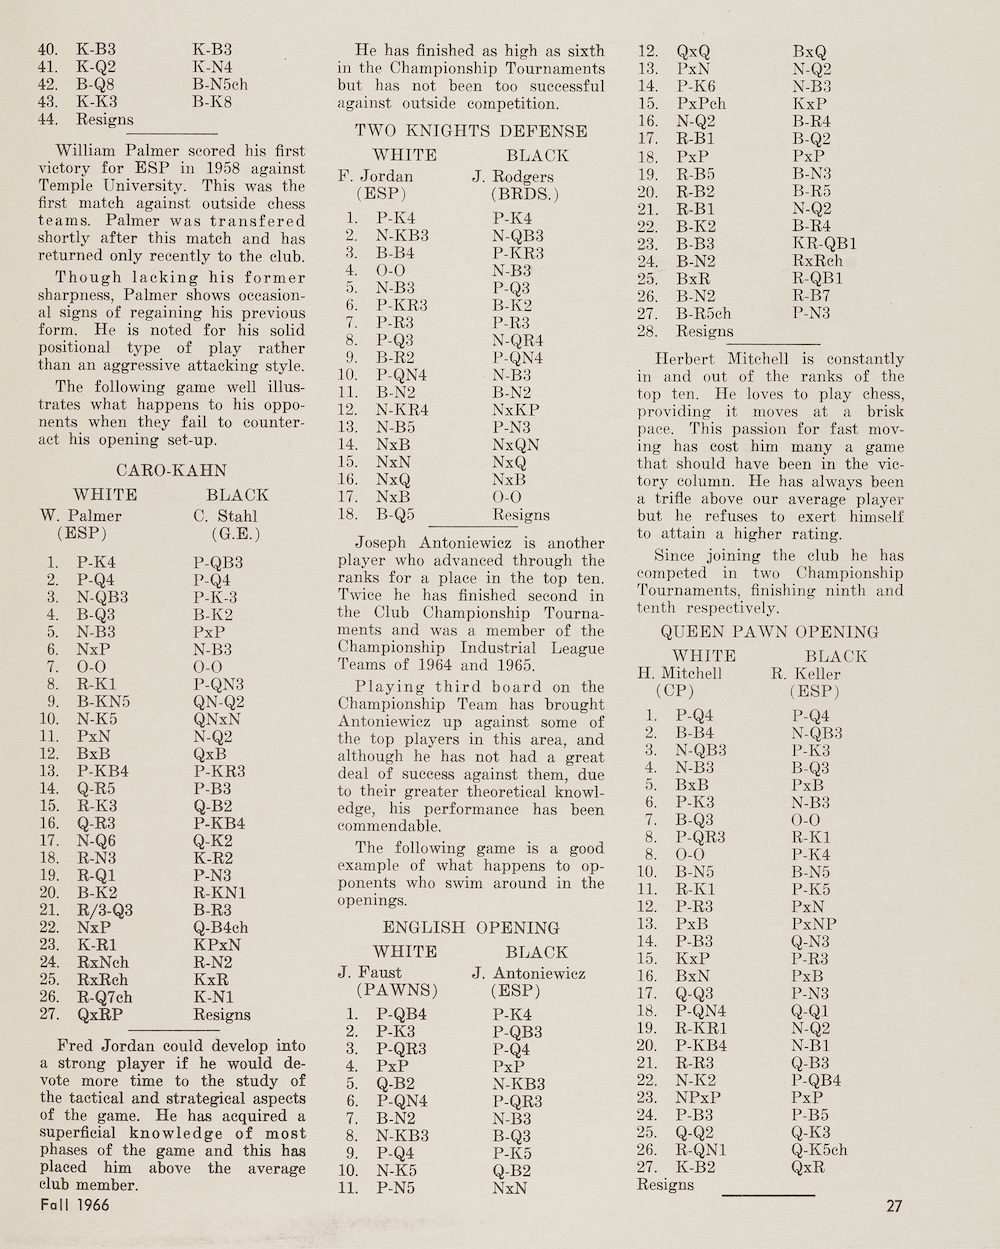 40. K-B3 K-B3
41. K-Q2 K-N4
42. B-Q8 B-N5ch
43. K-K3 B-K8
44. Resigns
William Palmer scored his first
victory for ESP in 1958 against
Temple University. This was the
first match against outside chess
teams. Palmer was transfered
shortly after this match and has
returned only recently to the club.
Though lacking his former
sharpness, Palmer shows occasion-
al signs of regaining his previous
form. He is noted for his solid
positional type of play rather
than an aggressive attacking style.
The following game well illus-
trates what happens to his oppo-
nents when they fail to counter-
act his opening set-up.
CARO-KAHN
WHITE BLACK
W. Palmer C. Stahl
(ESP) (G.E.)
1. P-K4 P-QB3
2. P-Q4 P-Q4
3. N-QB3 P-K-3
4. B-Q3 B-K2
5. N-B3 PxP
6. NxP N-B3
7. O-O O-O
8. R-K1 P-QN3
9. B-KN5 QN-Q2
10. N-K5 QNxN
11. PxN N-Q2
12. BxB QxB
13. P-KB4 P-KR3
14. Q-R5 P-B3
15. R-K3 Q-B2
16. Q-R3 P-KB4
17. N-Q6 Q-K2
18. R-N3 K-R2
19. R-Q1 P-N3
20. B-K2 R-KN1
21. R/3-Q3 B-R3
22. NxP Q-B4ch
23. K-R1 KPxN
24. RxNch R-N2
25. RxRch KxR
26. R-Q7ch K-N1
27. QxRP Resigns
Fred Jordan could develop into
a strong player if he would de-
vote more time to the study of
the tactical and strategical aspects
of the game. He has acquired a
superficial knowledge of most
phases of the game and this has
placed him above the average
club member.
He has finished as high as sixth
in the Championship Tournaments
but has not been too successful
against outside competition.
TWO KNIGHTS DEFENSE
WHITE BLACK
F. Jordan J. Rodgers
(ESP) (BRDS.)
1. P-K4 P-K4
2. N-KB3 N-QB3
3. B-B4 P-KR3
4. O-O N-B3
5. N-B3 P-Q3
6. P-KR3 B-K2
7. P-R3 P-R3
8. P-Q3 N-QR4
9. B-R2 P-QN4
10. P-QN4 N-B3
11. B-N2 B-N2
12. N-KR4 NxKP
13. N-B5 P-N3
14. NxB NxQN
15. NxN NxQ
16. NxQ NxB
17. NxB O-O
18. B-Q5 Resigns
Joseph Antoniewicz is another
player who advanced through the
ranks for a place in the top ten.
Twice he has finished second in
the Club Championship Tourna-
ments and was a member of the
Championship Industrial League
Teams of 1964 and 1965.
Playing third board on the
Championship Team has brought
Antoniewicz up against some of
the top players in this area, and
although he has not had a great
deal of success against them, due
to their greater theoretical knowl-
edge, his performance has been
commendable.
The following game is a good
example of what happens to op-
ponents who swim around in the
openings.
ENGLISH OPENING
WHITE BLACK
J. Faust J. Antoniewicz
(PAWNS) (ESP)
1. P-QB4 P-K4
2. P-K3 P-QB3
3. P-QR3 P-Q4
4. PxP PxP
5. Q-B2 N-KB3
6. P-QN4 P-QR3
7. B-N2 N-B3
8. N-KB3 B-Q3
9. P-Q4 P-K5
10. N-K5 Q-B2
11. P-N5 NxN
12. QxQ BxQ
13. PxN N-Q2
14. P-K6 N-B3
15. PxPch KxP
16. N-Q2 B-R4
17. R-B1 B-Q2
18. PxP PxP
19. R-B5 B-N3
20. R-B2 B-R5
21. R-B1 N-Q2
22. B-K2 B-R4
23. B-B3 KR-QB1
24. B-N2 RxRch
25. BxR R-QB1
26. B-N2 R-B7
27. B-R5ch P-N3
28. Resigns
Herbert Mitchell is constantly
in and out of the ranks of the
top ten. He loves to play chess,
providing it moves at a brisk
pace. This passion for fast mov-
ing has cost him many a game
that should have been in the vic-
tory column. He has always been
a trifle above our average player
but he refuses to exert himself
to attain a higher rating.
Since joining the club he has
competed in two Championship
Tournaments, finishing ninth and
tenth respectively.
QUEEN PAWN OPENING
WHITE BLACK
H. Mitchell R. Keller
(CP) (ESP)
1. P-Q4 P-Q4
2. B-B4 N-QB3
3. N-QB3 P-K3
4. N-B3 B-Q3
5. BxB PxB
6. P-K3 N-B3
7. B-Q3 O-O
8. P-QR3 R-K1
8. O-O P-K4
10. B-N5 B-N5
11. R-K1 P-K5
12. P-R3 PxN
13. PxB PxNP
14. P-B3 Q-N3
15. KxP P-R3
16. BxN PxB
17. Q-Q3 P-N3
18. P-QN4 Q-Q1
19. R-KR1 N-Q2
20. P-KB4 N-B1
21. R-R3 Q-B3
22. N-K2 P-QB4
23. NPxP PxP
24. P-B3 P-B5
25. Q-Q2 Q-K3
26. R-QN1 Q-K5ch
27. K-B2 QxR
Resigns
Fall 1966 27